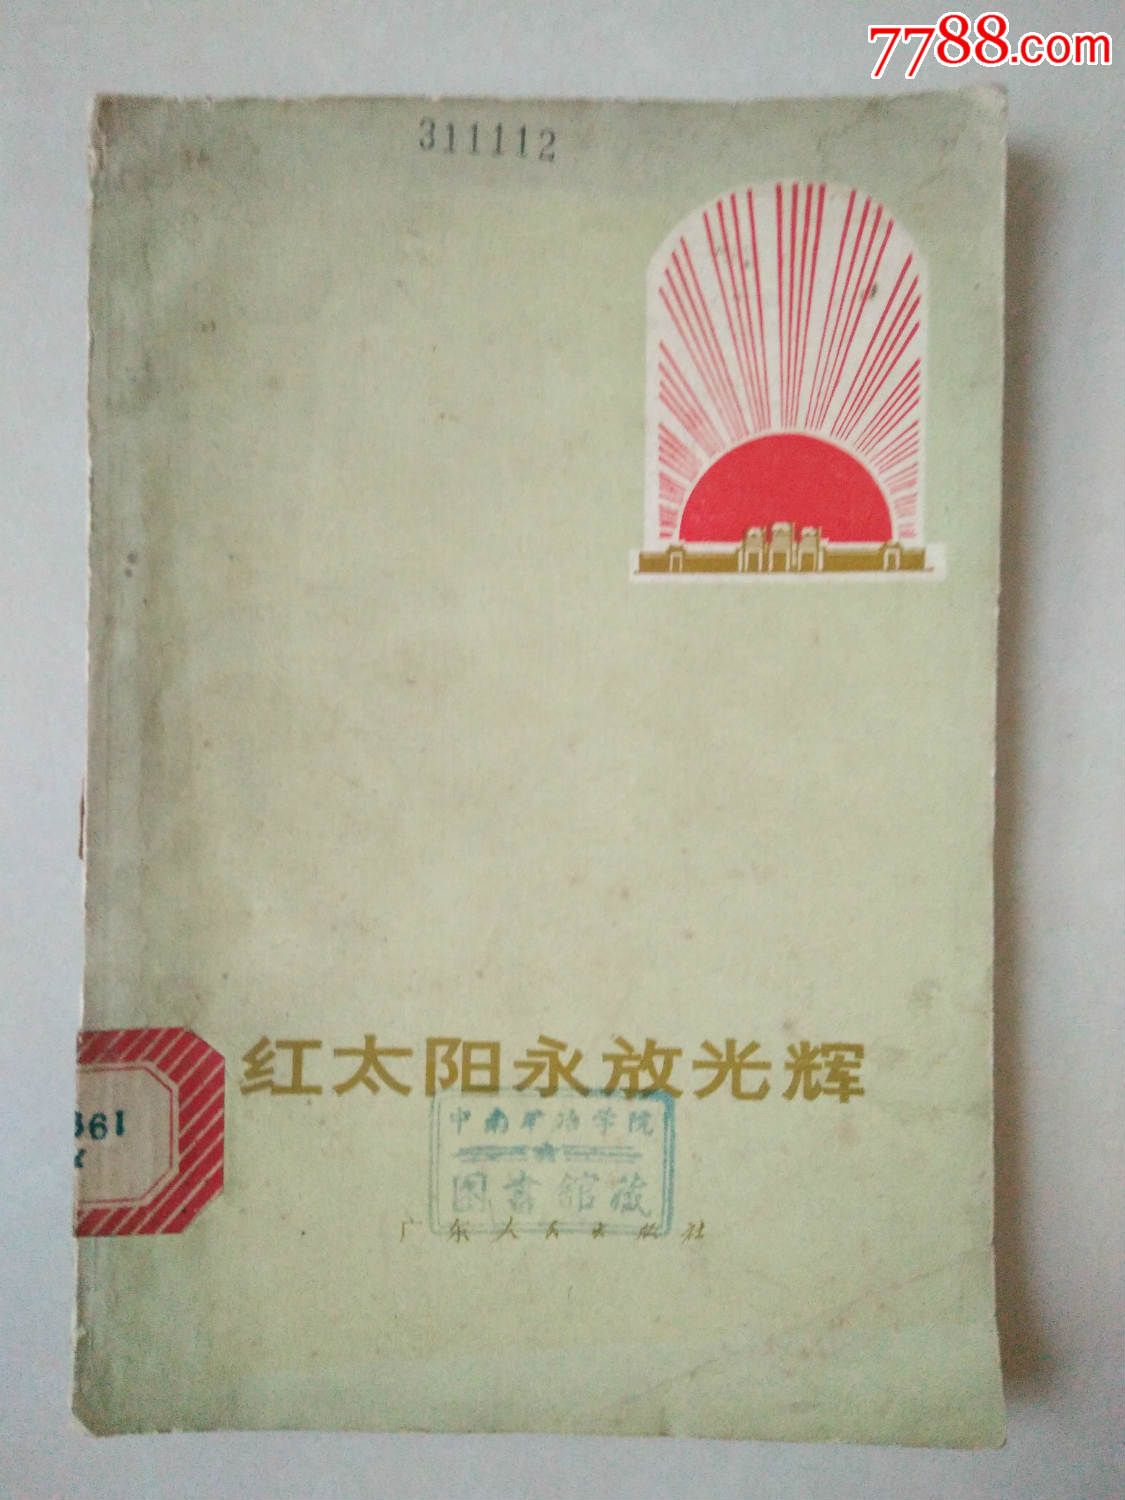 7788.com
311112
红太阳永放光辉
361
中南矿冶学院
图书馆藏
广东人民出版社